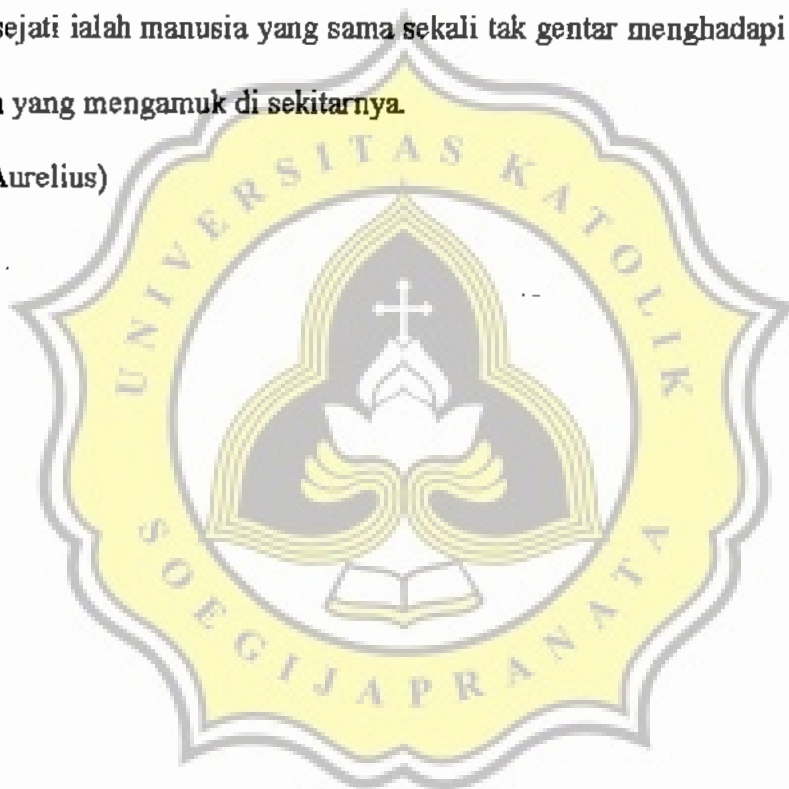 sejati ialah manusia yang sama sekali tak gentar menghadapi
yang mengamuk di sekitarnya.
Aurelius)
UNIVERSITAS KATOLIK
SOEGIJAPRANATA